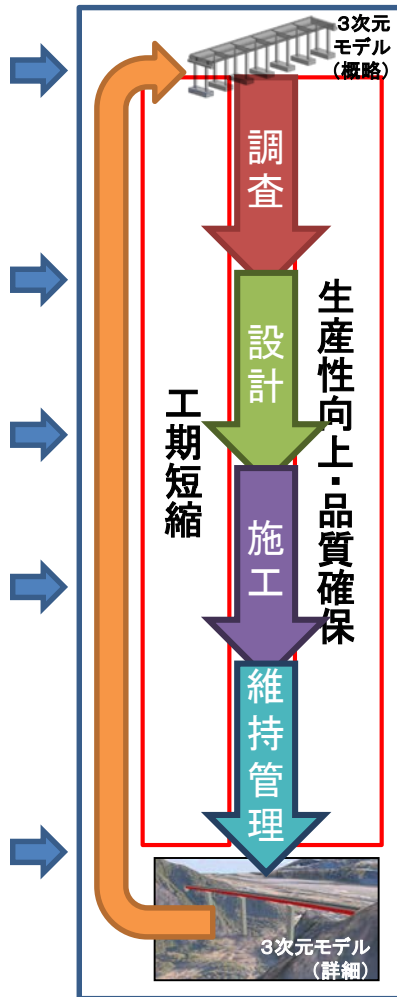 3次元
モデル
(概略)
調査
設計
施工
維持管理
工期短縮
生産性向上・品質確保
3次元モデル
(詳細)